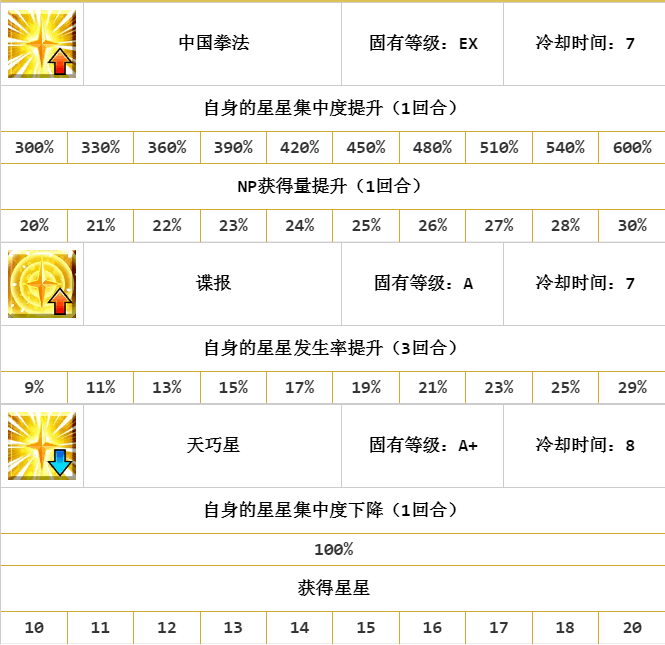 中国拳法 固有等级: EX 冷却时间: 7
自身的星星集中度提升（1回合）
300% 330% 360% 390% 420% 450% 480% 510% 540% 600%
NP获得量提升（1回合）
20% 21% 22% 23% 24% 25% 26% 27% 28% 30%
谍报 固有等级: A 冷却时间: 7
自身的星星发生率提升（3回合）
9% 11% 13% 15% 17% 19% 21% 23% 25% 29%
天巧星 固有等级: A+ 冷却时间: 8
自身的星星集中度下降（1回合）
100%
获得星星
10 11 12 13 14 15 16 17 18 20